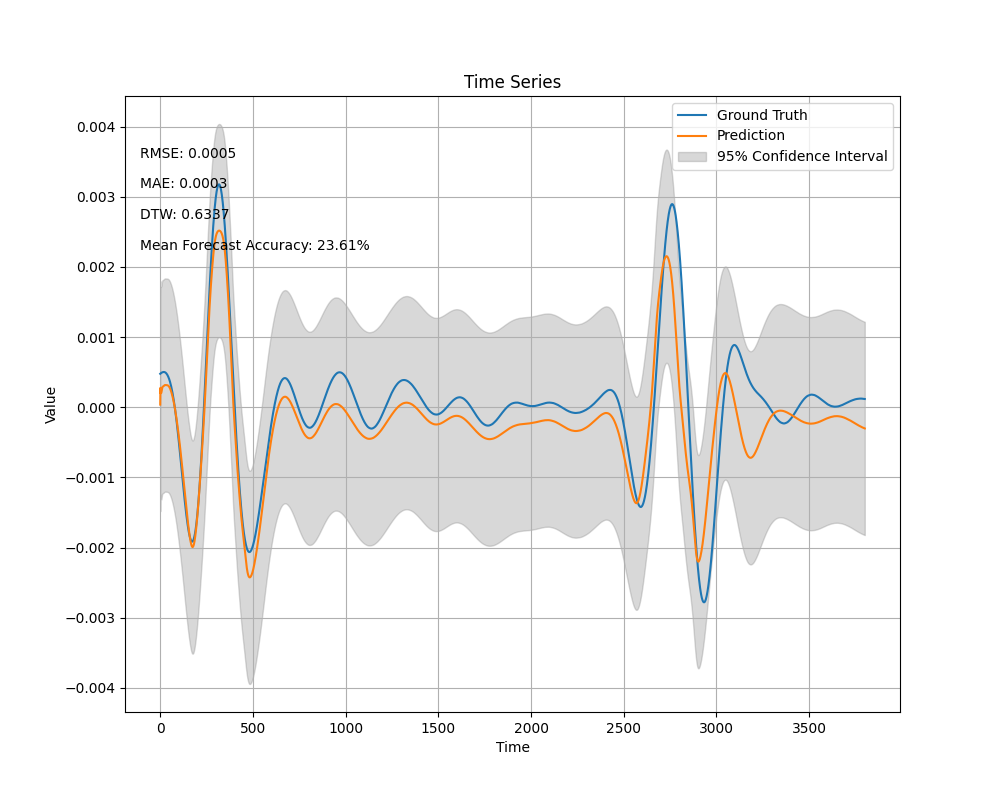 Time Series
Ground Truth
Prediction
95% Confidence Interval
RMSE: 0.0005
MAE: 0.0003
DTW: 0.6337
Mean Forecast Accuracy: 23.61%
Value
0.004
0.003
0.002
0.001
0.000
−0.001
−0.002
−0.003
−0.004
0 500 1000 1500 2000 2500 3000 3500
Time